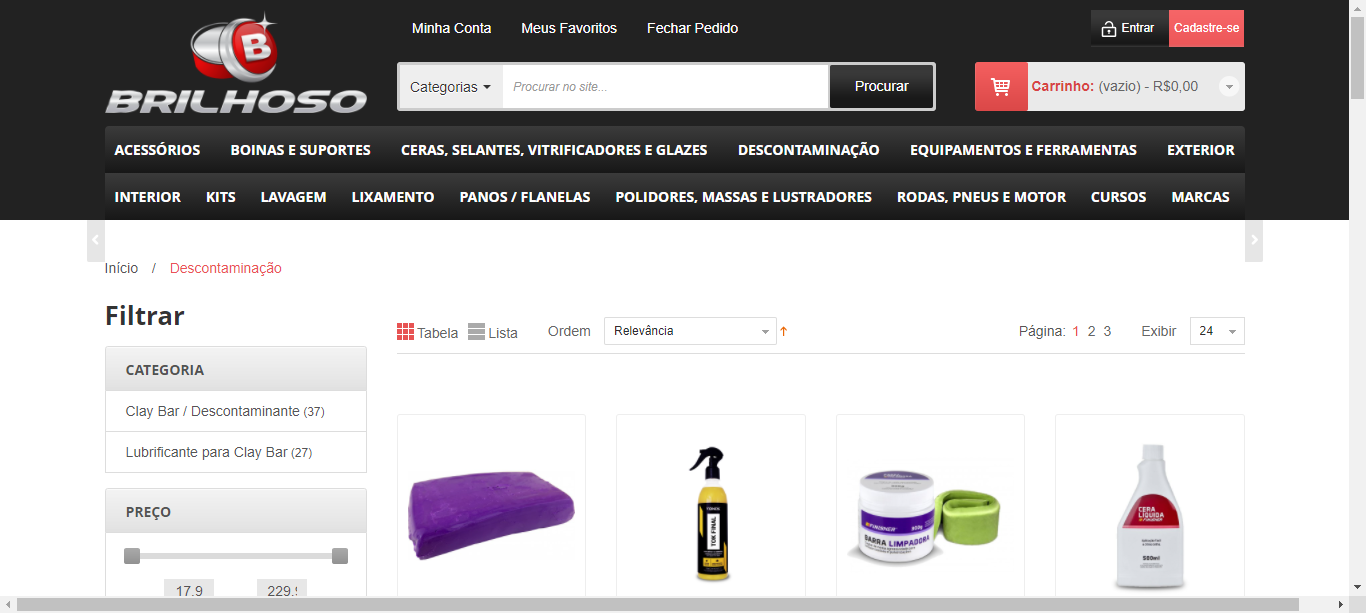 B
BRILHOSO
Minha Conta Meus Favoritos Fechar Pedido
Entrar Cadastre-se
Categorias Procurar no site... Procurar
Carrinho: (vazio) - R$0,00
ACESSÓRIOS BOINAS E SUPORTES CERAS, SELANTES, VITRIFICADORES E GLAZES DESCONTAMINAÇÃO EQUIPAMENTOS E FERRAMENTAS EXTERIOR
INTERIOR KITS LAVAGEM LIXAMENTO PANOS / FLANELAS POLIDORES, MASSAS E LUSTRADORES RODAS, PNEUS E MOTOR CURSOS MARCAS
Início / Descontaminação
Filtrar
Tabela Lista Ordem Relevância Página: 1 2 3 Exibir 24
CATEGORIA
Clay Bar / Descontaminante (37)
Lubrificante para Clay Bar (27)
PREÇO
17.9 229.9
TOK FINAL
BARRA LIMPADORA
CERA
LIQUIDA
500ml